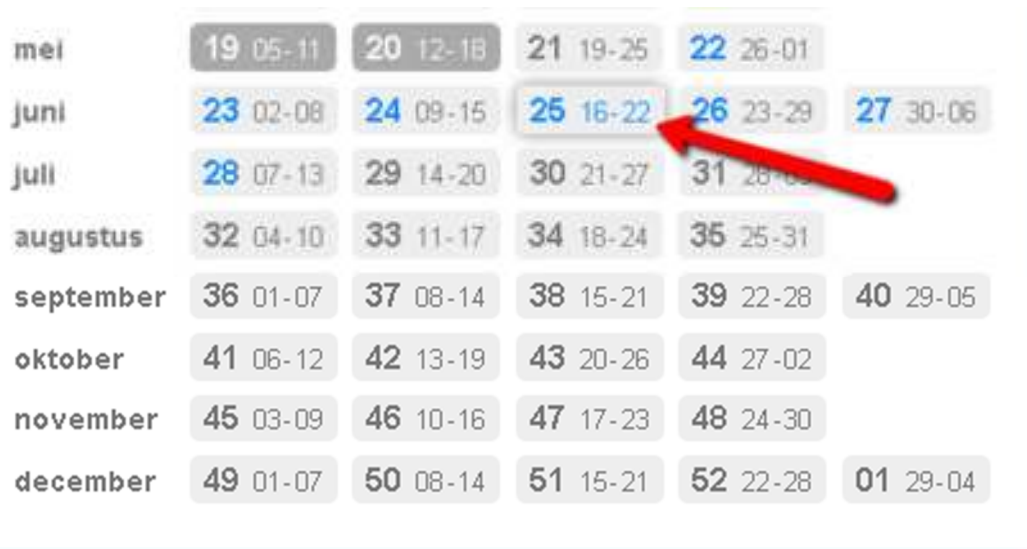 mei 19 05-11 20 12-18 21 19-25 22 26-01
juni 23 02-08 24 09-15 25 16-22 26 23-29 27 30-06
juli 28 07-13 29 14-20 30 21-27 31
augustus 32 04-10 33 11-17 34 18-24 35 25-31
september 36 01-07 37 08-14 38 15-21 39 22-28 40 29-05
oktober 41 06-12 42 13-19 43 20-26 44 27-02
november 45 03-09 46 10-16 47 17-23 48 24-30
december 49 01-07 50 08-14 51 15-21 52 22-28 01 29-04